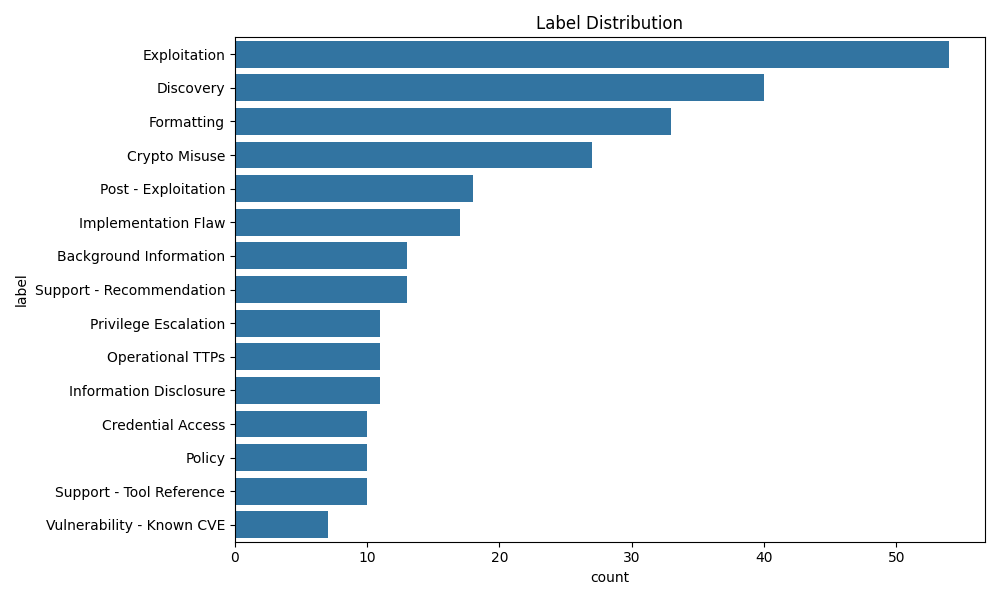 Label Distribution
Exploitation
Discovery
Formatting
Crypto Misuse
Post - Exploitation
Implementation Flaw
Background Information
Support - Recommendation
Privilege Escalation
Operational TTPs
Information Disclosure
Credential Access
Policy
Support - Tool Reference
Vulnerability - Known CVE
label
0 10 20 30 40 50
count